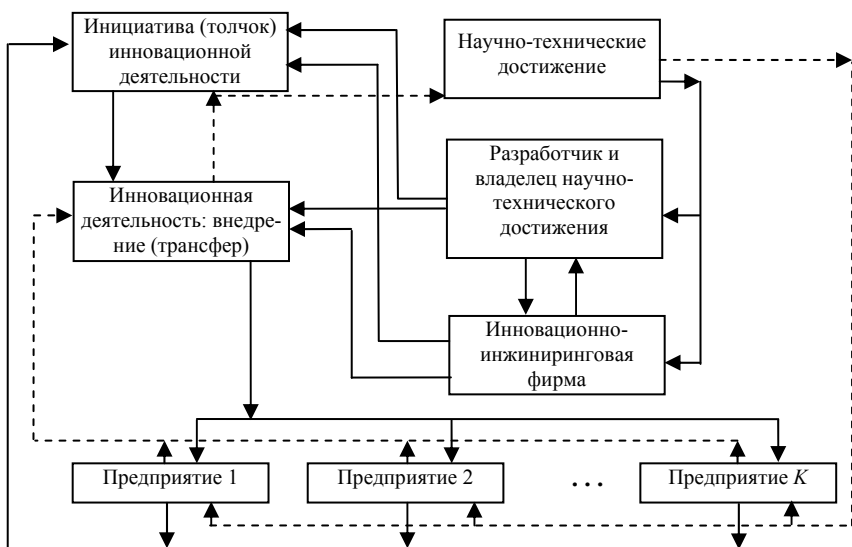 Инициатива (толчок)
инновационной
деятельности
Научно-технические
достижение
Разработчик и
владелец научно-
технического
достижения
Инновационная
деятельность: внедре-
ние (трансфер)
Инновационно-
инжиниринговая
фирма
Предприятие 1
Предприятие 2
...
Предприятие K